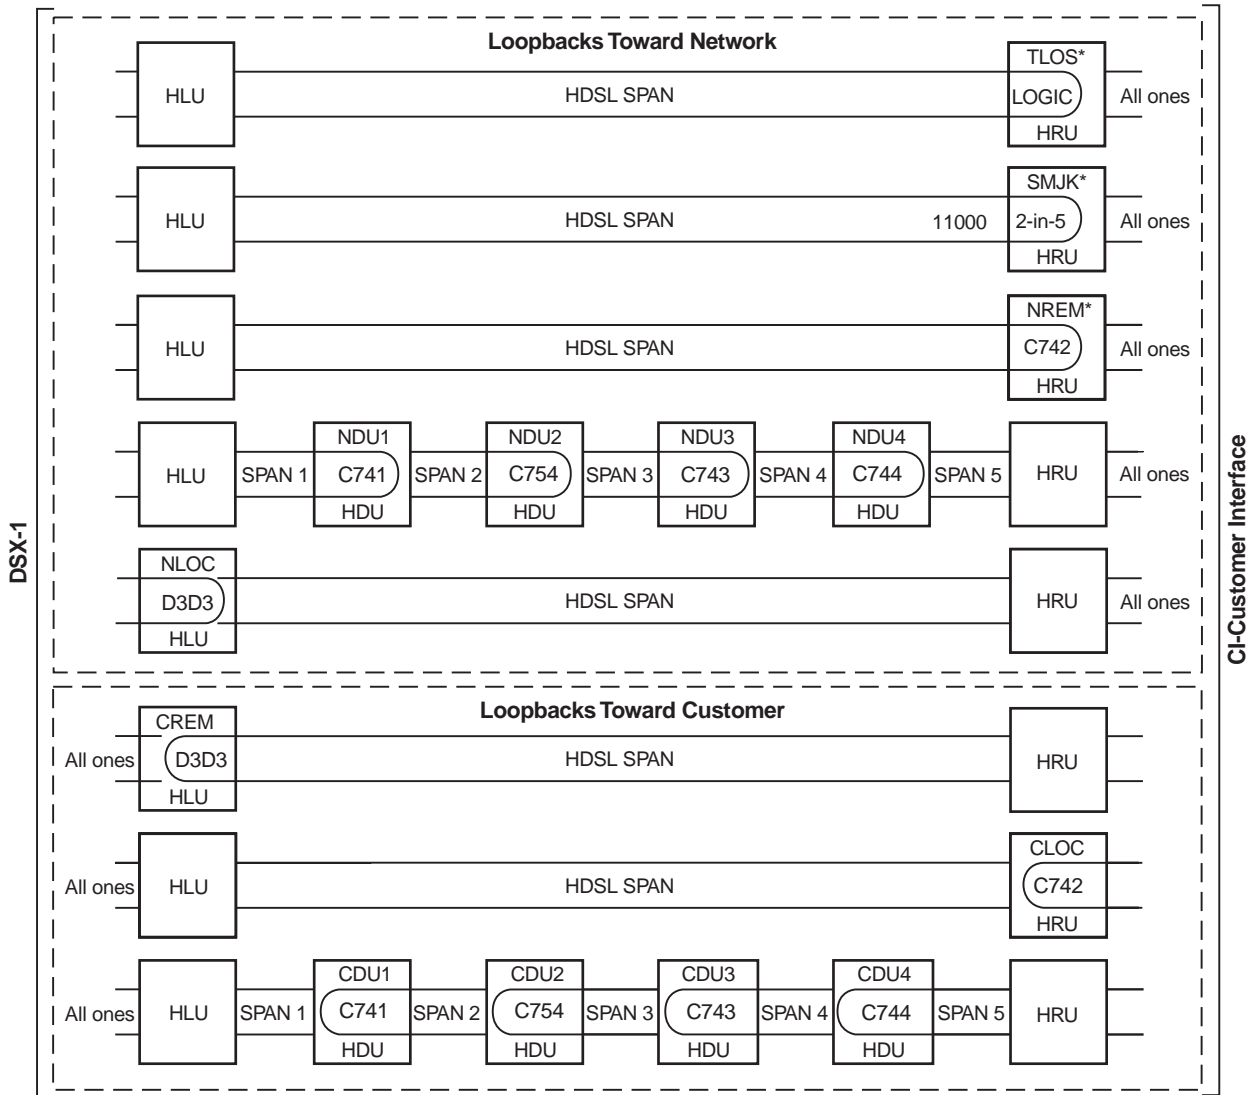 Loopbacks Toward Network
TLOS*
HLU
HDSL SPAN
LOGIC
All ones
HRU
SMJK*
HLU
HDSL SPAN
11000
2-in-5
All ones
HRU
NREM*
HLU
HDSL SPAN
C742
All ones
HRU
NDU1
NDU2
NDU3
NDU4
HLU
SPAN 1
C741
SPAN 2
C754
SPAN 3
C743
SPAN 4
C744
SPAN 5
HRU
All ones
HDU
HDU
HDU
HDU
DSX-1
CI-Customer Interface
NLOC
D3D3
HDSL SPAN
HRU
All ones
HLU
Loopbacks Toward Customer
CREM
All ones
D3D3
HDSL SPAN
HRU
HLU
CLOC
All ones
HLU
HDSL SPAN
C742
HRU
CDU1
CDU2
CDU3
CDU4
All ones
HLU
SPAN 1
C741
SPAN 2
C754
SPAN 3
C743
SPAN 4
C744
SPAN 5
HRU
HDU
HDU
HDU
HDU